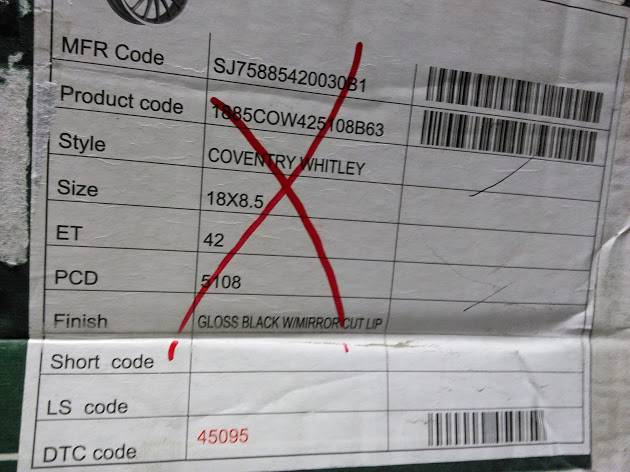 MFR Code SJ7588542003081
Product code 1885COW425108B63
Style COVENTRY WHITLEY
Size 18X8.5
ET 42
PCD 5108
Finish GLOSS BLACK W/MIRROR CUT LIP
Short code
LS code
DTC code 45095